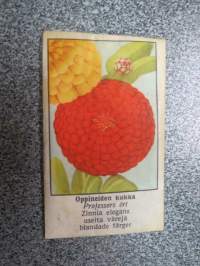 Oppineiden kukka
Professors ört
Zinnia elegans
useita värejä
blandade färger